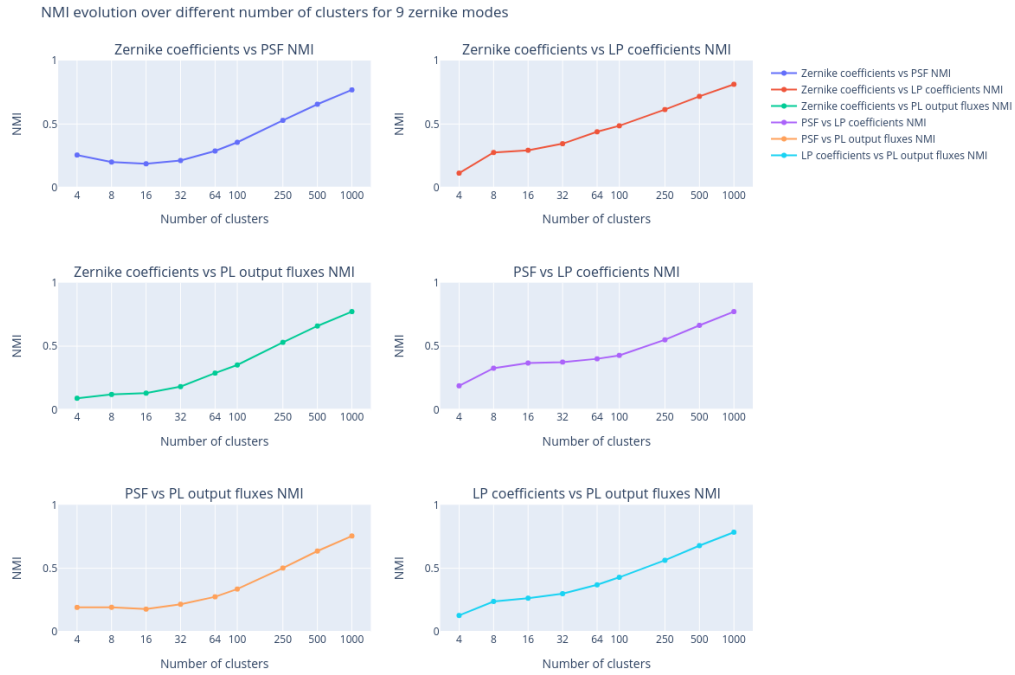 NMI evolution over different number of clusters for 9 zernike modes
Zernike coefficients vs PSF NMI
1
0.5
0
NMI
4 8 16 32 64 100 250 500 1000
Number of clusters
Zernike coefficients vs LP coefficients NMI
1
0.5
0
NMI
4 8 16 32 64 100 250 500 1000
Number of clusters
Zernike coefficients vs PSF NMI
Zernike coefficients vs LP coefficients NMI
Zernike coefficients vs PL output fluxes NMI
PSF vs LP coefficients NMI
PSF vs PL output fluxes NMI
LP coefficients vs PL output fluxes NMI
Zernike coefficients vs PL output fluxes NMI
1
0.5
0
NMI
4 8 16 32 64 100 250 500 1000
Number of clusters
PSF vs LP coefficients NMI
1
0.5
0
NMI
4 8 16 32 64 100 250 500 1000
Number of clusters
PSF vs PL output fluxes NMI
1
0.5
0
NMI
4 8 16 32 64 100 250 500 1000
Number of clusters
LP coefficients vs PL output fluxes NMI
1
0.5
0
NMI
4 8 16 32 64 100 250 500 1000
Number of clusters